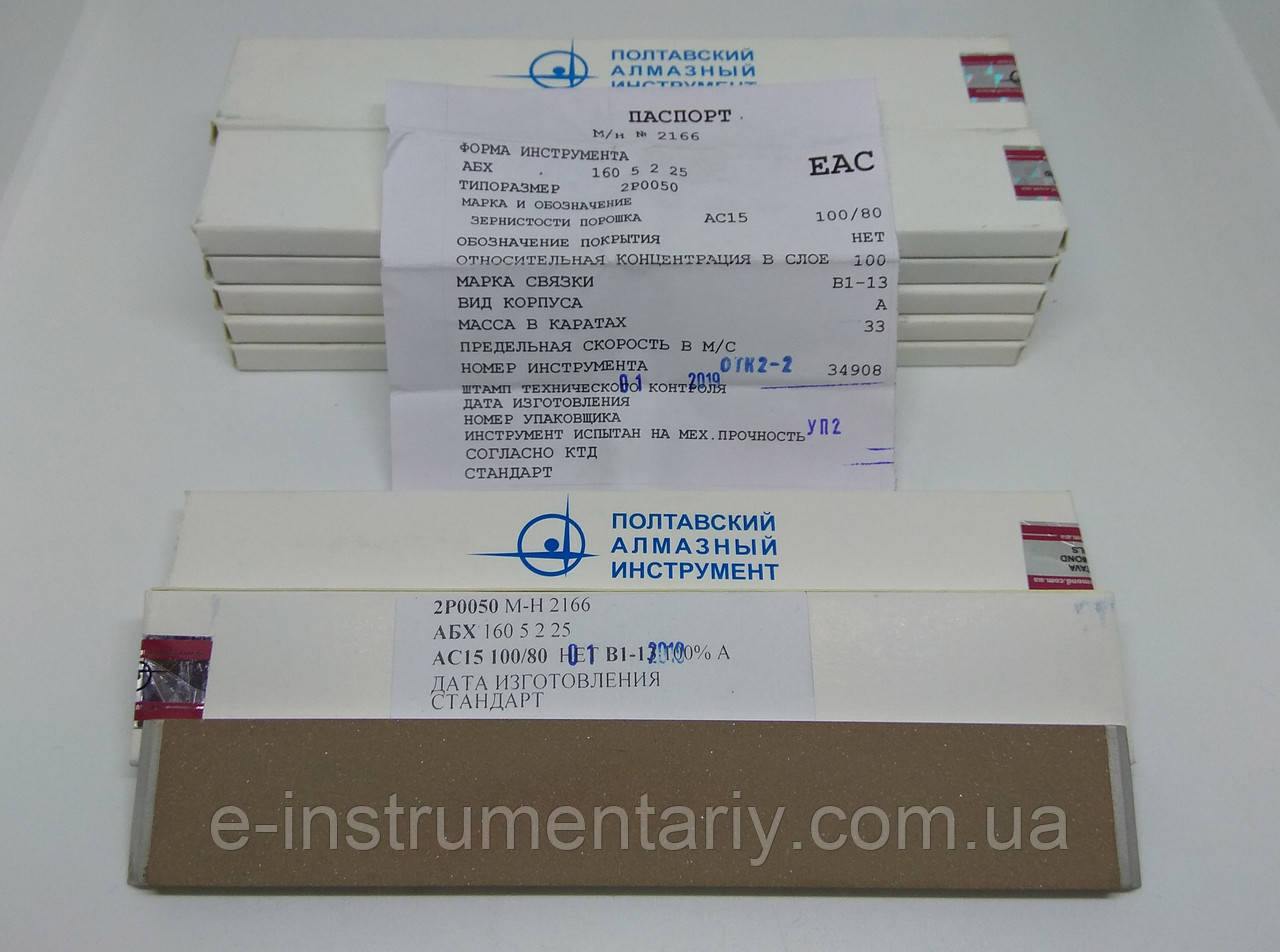 ПОЛТАВСКИЙ
АЛМАЗНЫЙ
ИНСТРУМЕНТ
ПАСПОРТ
М/н № 2166
ФОРМА ИНСТРУМЕНТА
АБХ 160 5 2 25
EAC
ТИПОРАЗМЕР 2Р0050
МАРКА И ОБОЗНАЧЕНИЕ
ЗЕРНИСТОСТИ ПОРОШКА АС15 100/80
ОБОЗНАЧЕНИЕ ПОКРЫТИЯ НЕТ
ОТНОСИТЕЛЬНАЯ КОНЦЕНТРАЦИЯ В СЛОЕ 100
МАРКА СВЯЗКИ В1-13
ВИД КОРПУСА А
МАССА В КАРАТАХ 33
ПРЕДЕЛЬНАЯ СКОРОСТЬ В М/С
НОМЕР ИНСТРУМЕНТА ОТК2-2 34908
ШТАМП ТЕХНИЧЕСКОГО КОНТРОЛЯ
01 2019
ДАТА ИЗГОТОВЛЕНИЯ
НОМЕР УПАКОВЩИКА
ИНСТРУМЕНТ ИСПЫТАН НА МЕХ.ПРОЧНОСТЬ УП2
СОГЛАСНО КТД
СТАНДАРТ
ПОЛТАВСКИЙ
АЛМАЗНЫЙ
ИНСТРУМЕНТ
mond.com.ua
2Р0050 М-Н 2166
АБХ 160 5 2 25
АС15 100/80 НЕТ В1-13 100% А
01 2019
ДАТА ИЗГОТОВЛЕНИЯ
СТАНДАРТ
e-instrumentariy.com.ua